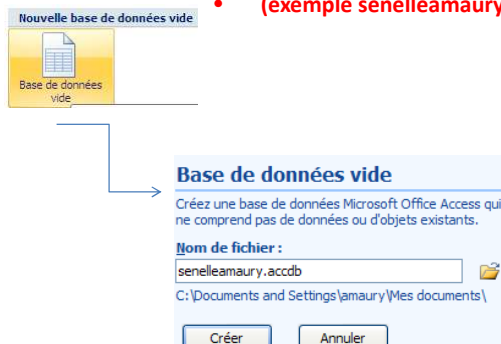 • (exemple senelleamaury
Nouvelle base de données vide
Base de données
vide
Base de données vide
Créez une base de données Microsoft Office Access qui
ne comprend pas de données ou d'objets existants.
Nom de fichier :
senelleamaury.accdb
C:\Documents and Settings\amaury\Mes documents\
Créer
Annuler